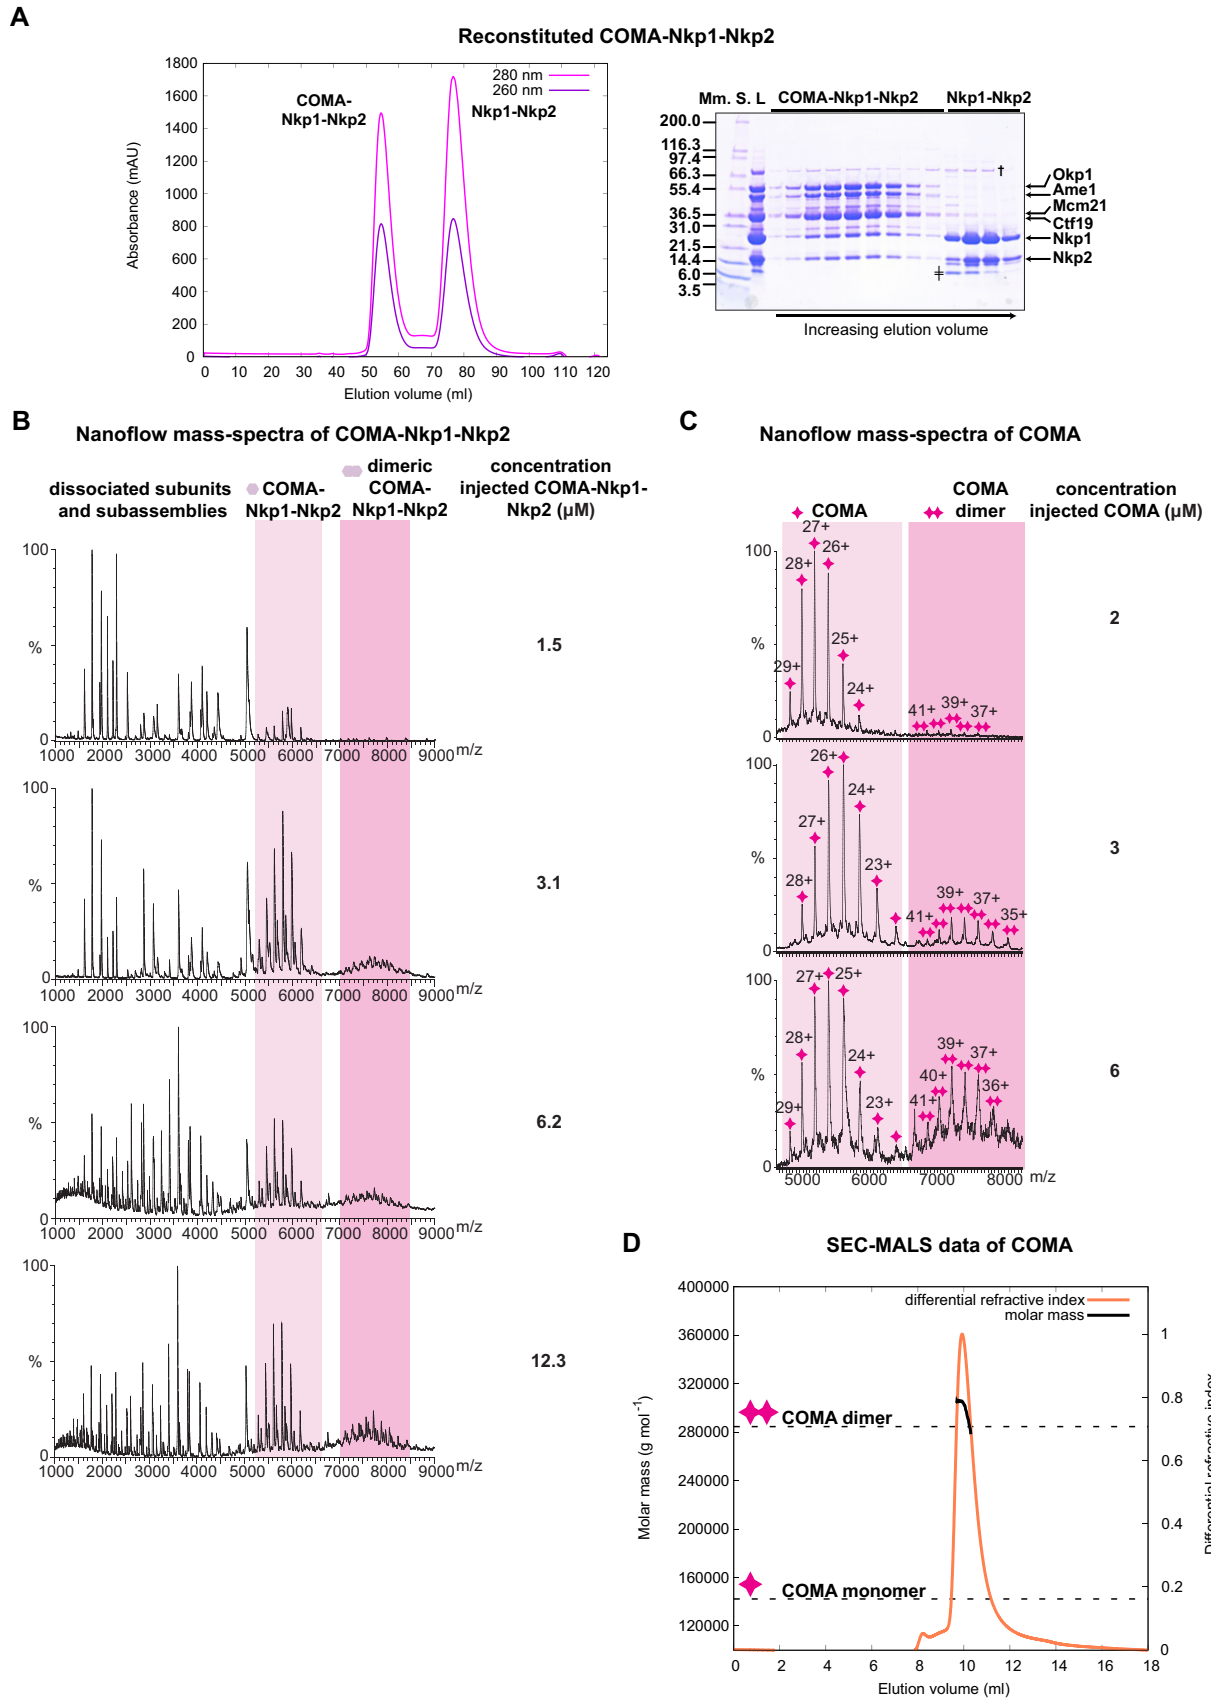 A
Reconstituted COMA-Nkp1-Nkp2
1800
1600
1400
1200
1000
800
600
400
200
0
Absorbance (mAU)
280 nm
260 nm
COMA-
Nkp1-Nkp2
Nkp1-Nkp2
0 10 20 30 40 50 60 70 80 90 100 110 120
Elution volume (ml)
Mm. S. L COMA-Nkp1-Nkp2 Nkp1-Nkp2
200.0
116.3
97.4
66.3
55.4
36.5
31.0
21.5
14.4
6.0
3.5
†
‡
Okp1
Ame1
Mcm21
Ctf19
Nkp1
Nkp2
Increasing elution volume
B
Nanoflow mass-spectra of COMA-Nkp1-Nkp2
dissociated subunits
and subassemblies
COMA-
Nkp1-Nkp2
dimeric
COMA-
Nkp1-Nkp2
concentration
injected COMA-Nkp1-
Nkp2 (μM)
100
%
0
1000 2000 3000 4000 5000 6000 7000 8000 9000 m/z
1.5
100
%
0
1000 2000 3000 4000 5000 6000 7000 8000 9000 m/z
3.1
100
%
0
1000 2000 3000 4000 5000 6000 7000 8000 9000 m/z
6.2
100
%
0
1000 2000 3000 4000 5000 6000 7000 8000 9000 m/z
12.3
C
Nanoflow mass-spectra of COMA
COMA
COMA
dimer
concentration
injected COMA (μM)
100
%
0
29+ 28+ 27+ 26+ 25+ 24+
41+ 39+ 37+
2
100
%
0
28+ 27+ 26+ 24+ 23+
41+ 39+ 37+ 35+
3
100
%
0
29+ 28+ 27+ 25+ 24+ 23+
41+ 40+ 39+ 37+ 36+
6
5000 6000 7000 8000 m/z
D
SEC-MALS data of COMA
400000
360000
320000
280000
240000
200000
160000
120000
Molar mass (g mol-1)
differential refractive index
molar mass
COMA dimer
COMA monomer
1
0.8
0.6
0.4
0.2
0
Differential refractive index
0 2 4 6 8 10 12 14 16 18
Elution volume (ml)